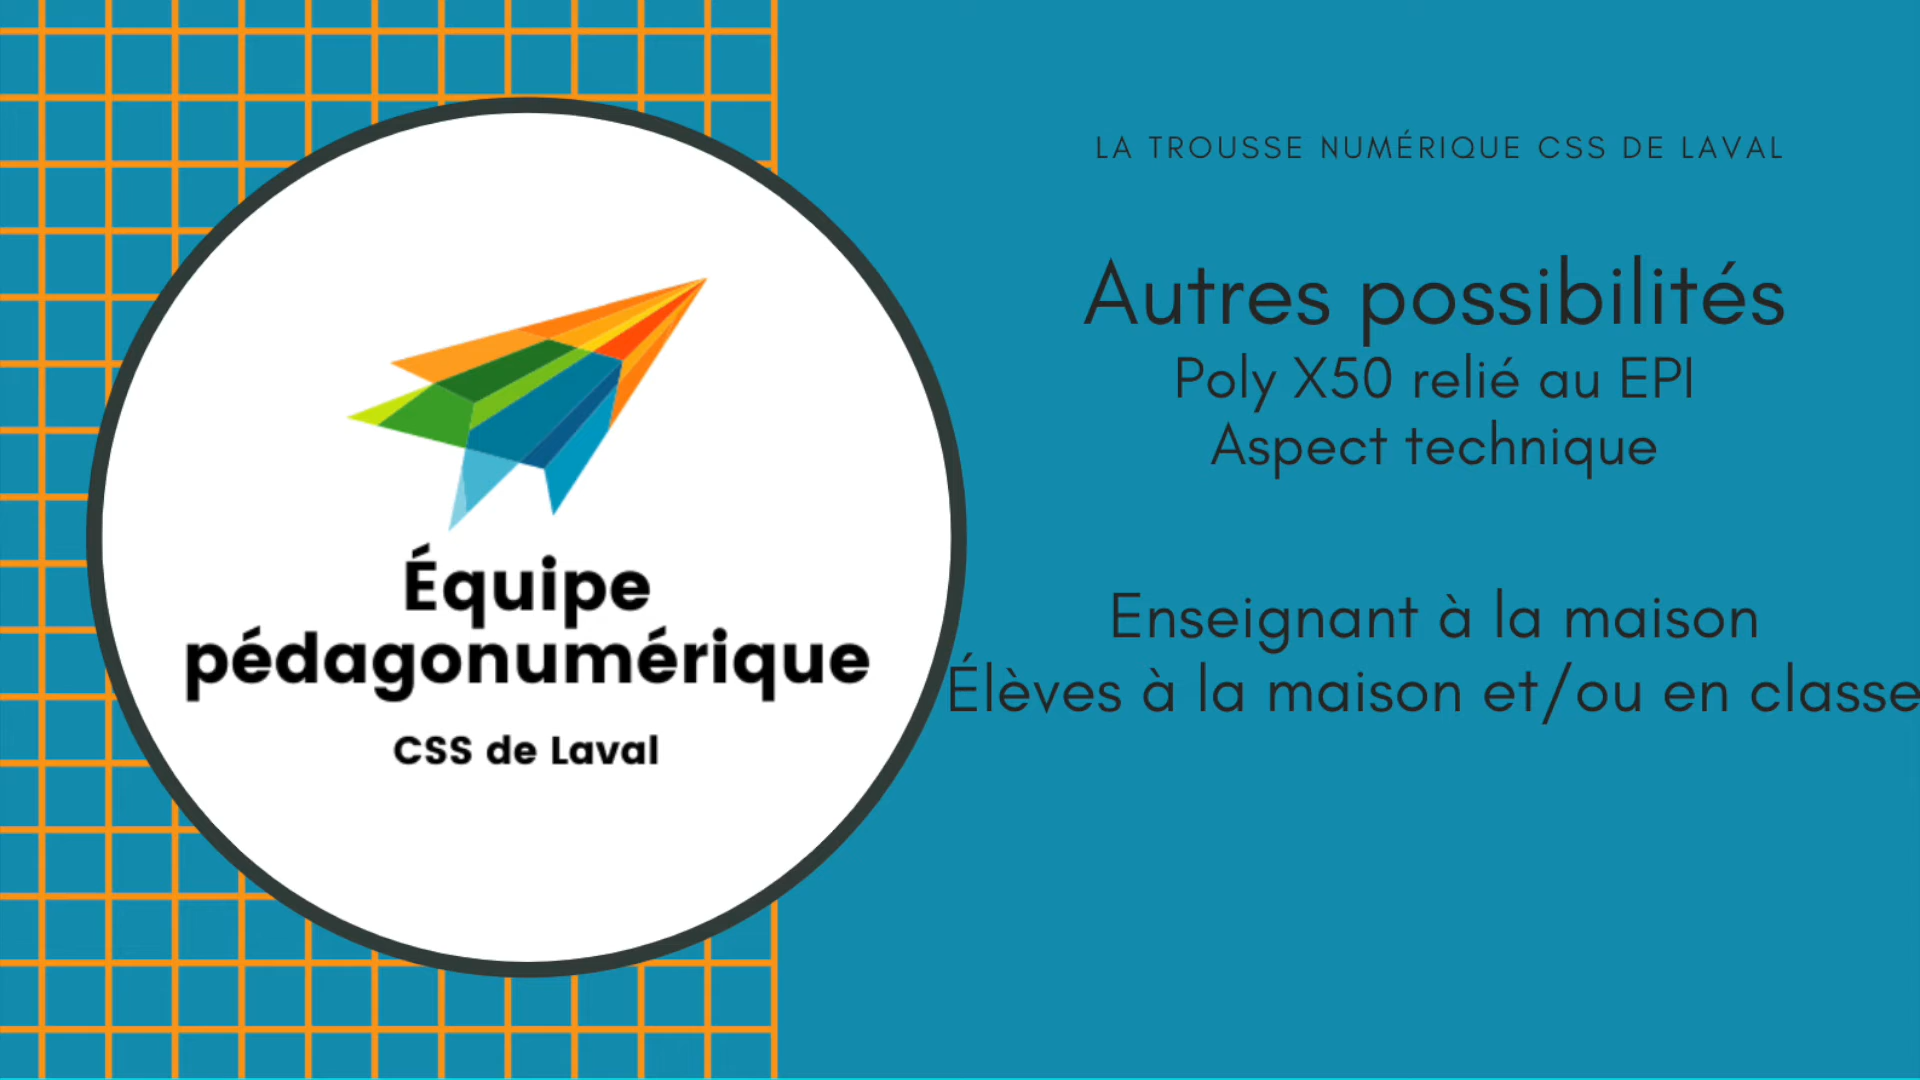 LA TROUSSE NUMÉRIQUE CSS DE LAVAL
Autres possibilités
Poly X50 relié au EPI
Aspect technique
Enseignant à la maison
Élèves à la maison et/ou en classe
Équipe
pédagonumérique
CSS de Laval